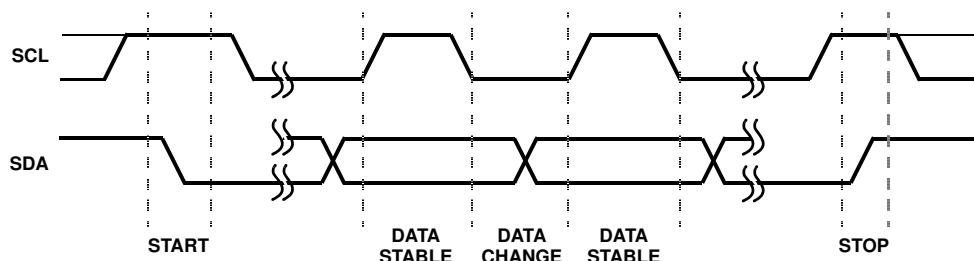 SCL
SDA
START
DATA
STABLE
DATA
CHANGE
DATA
STABLE
STOP